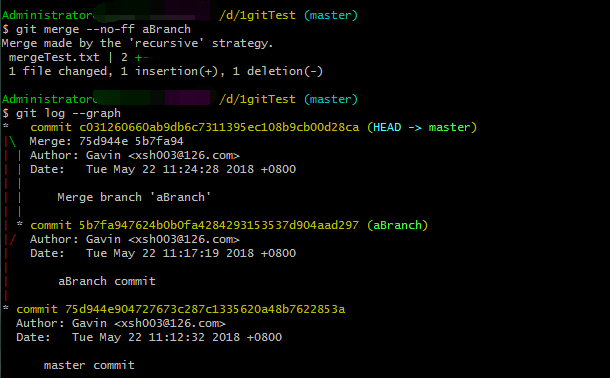 Administrator /d/1gitTest (master)
$ git merge --no-ff aBranch
Merge made by the 'recursive' strategy.
mergeTest.txt | 2 +-
1 file changed, 1 insertion(+), 1 deletion(-)
Administrator /d/1gitTest (master)
$ git log --graph
* commit c031260660ab9db6c7311395ec108b9cb00d28ca (HEAD -> master)
|\ Merge: 75d944e 5b7fa94
| | Author: Gavin <xsh003@126.com>
| | Date: Tue May 22 11:24:28 2018 +0800
| |
| | Merge branch 'aBranch'
| |
| * commit 5b7fa947624b0b0fa4284293153537d904aad297 (aBranch)
|/ Author: Gavin <xsh003@126.com>
| Date: Tue May 22 11:17:19 2018 +0800
|
| aBranch commit
|
* commit 75d944e904727673c287c1335620a48b7622853a
Author: Gavin <xsh003@126.com>
Date: Tue May 22 11:12:32 2018 +0800
master commit